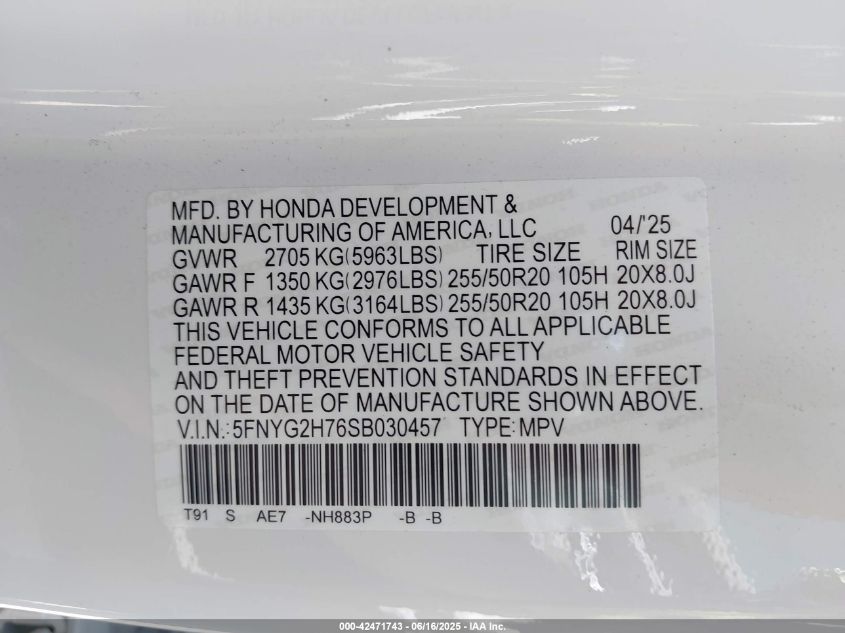 MFD. BY HONDA DEVELOPMENT &
MANUFACTURING OF AMERICA, LLC 04/'25
GVWR 2705 KG(5963LBS) TIRE SIZE RIM SIZE
GAWR F 1350 KG(2976LBS) 255/50R20 105H 20X8.0J
GAWR R 1435 KG(3164LBS) 255/50R20 105H 20X8.0J
THIS VEHICLE CONFORMS TO ALL APPLICABLE
FEDERAL MOTOR VEHICLE SAFETY
AND THEFT PREVENTION STANDARDS IN EFFECT
ON THE DATE OF MANUFACTURE SHOWN ABOVE.
V.I.N.: 5FNYG2H76SB030457 TYPE: MPV
T91 S AE7 -NH883P -B -B
000-42471743 - 06/16/2025 - IAA Inc.